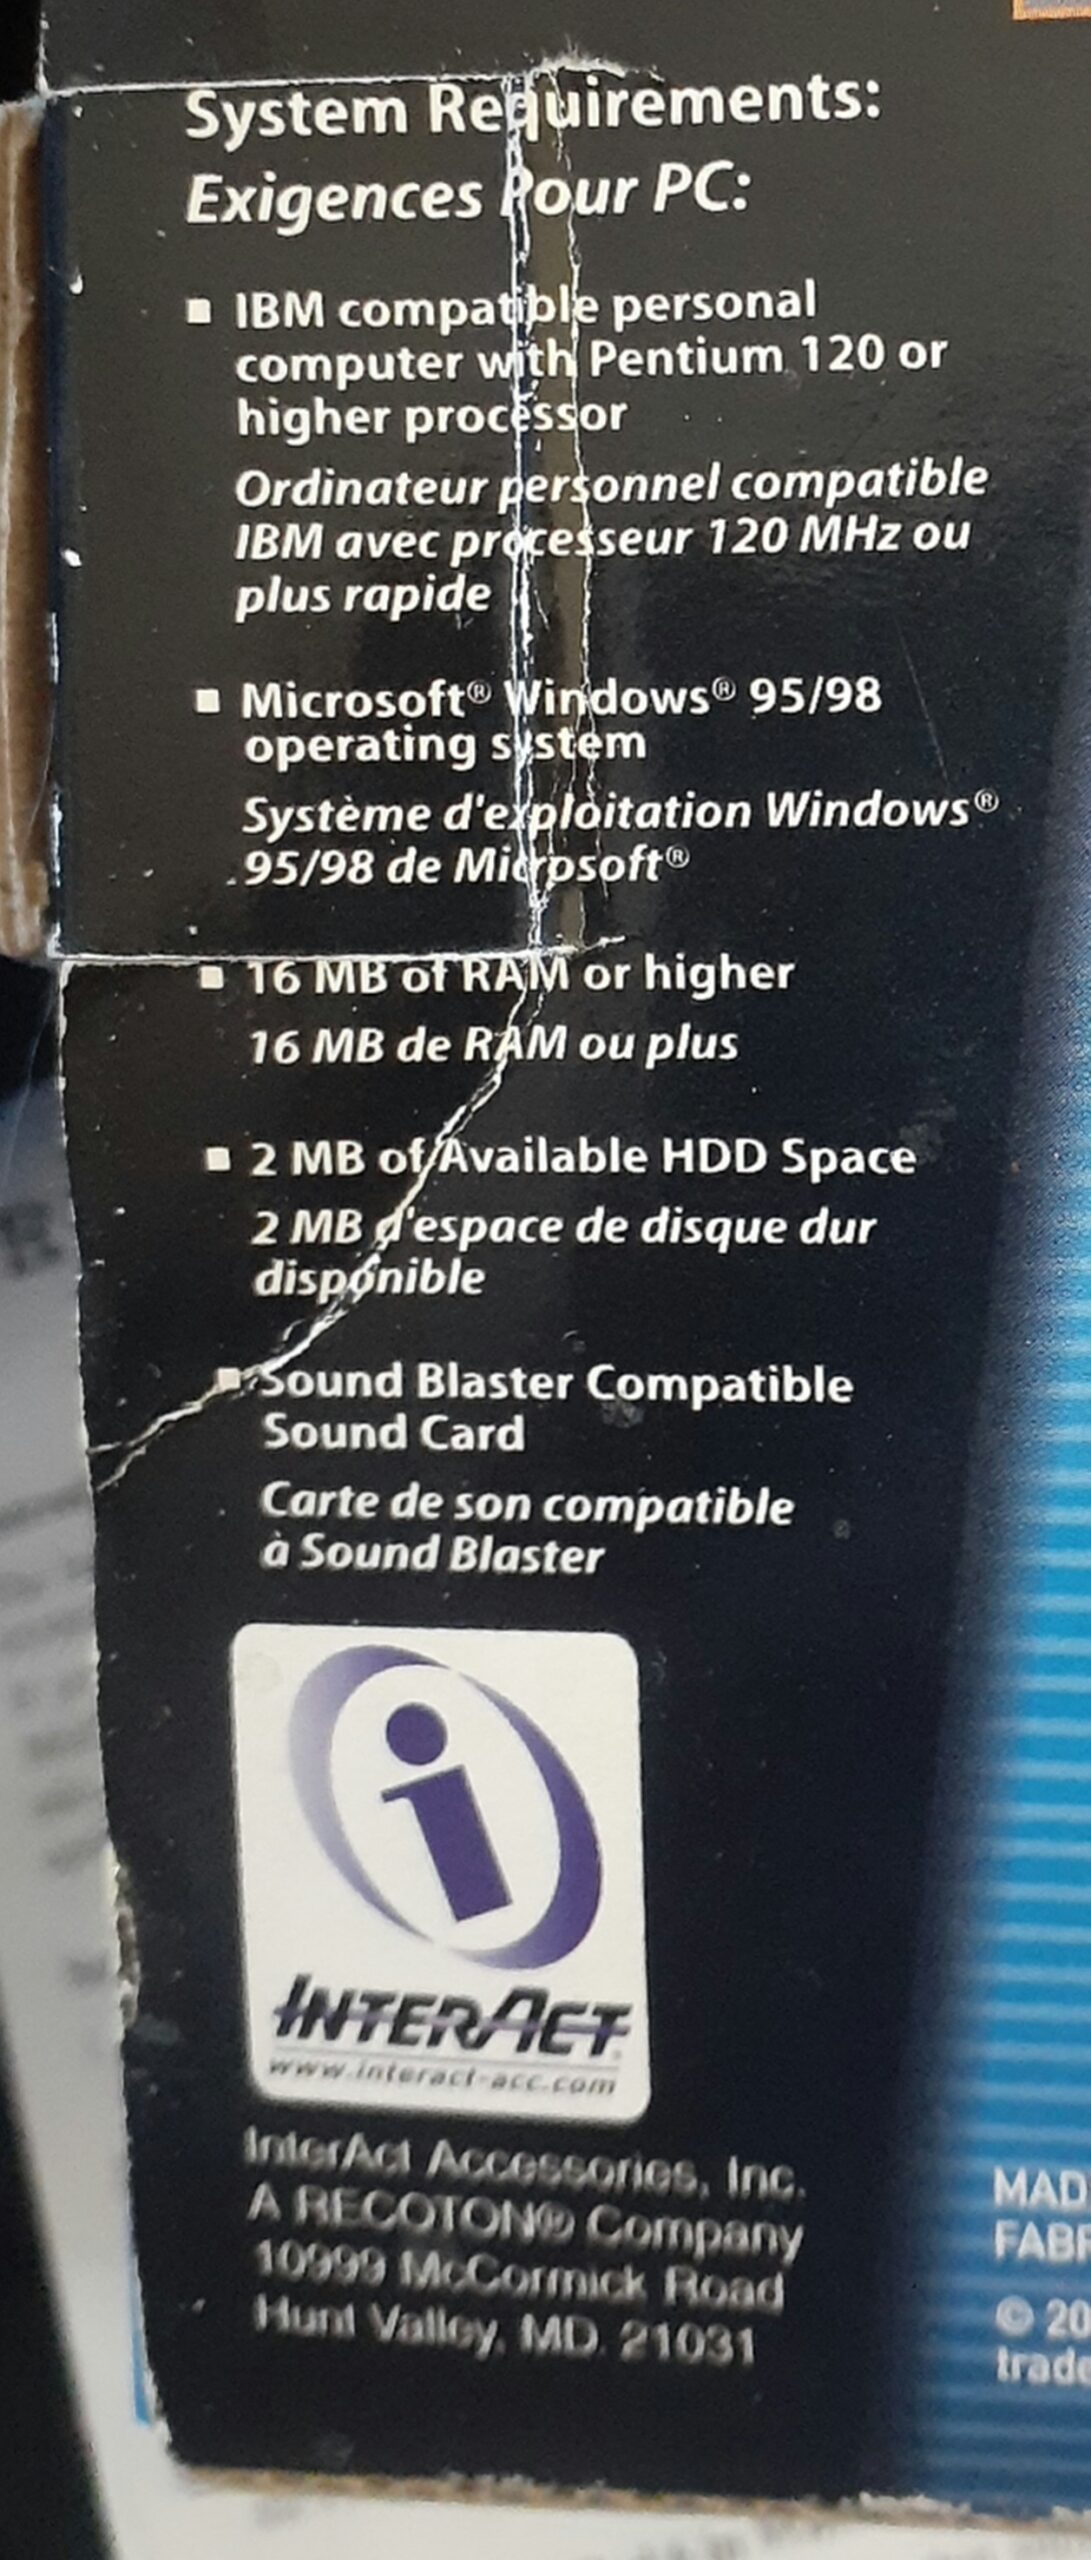 System Requirements:
Exigences Pour PC:
■ IBM compatible personal
computer with Pentium 120 or
higher processor
Ordinateur personnel compatible
IBM avec processeur 120 MHz ou
plus rapide
■ Microsoft® Windows® 95/98
operating system
Système d'exploitation Windows®
95/98 de Microsoft®
■ 16 MB of RAM or higher
16 MB de RAM ou plus
■ 2 MB of Available HDD Space
2 MB d'espace de disque dur
disponible
■ Sound Blaster Compatible
Sound Card
Carte de son compatible
à Sound Blaster
INTERACT
www.interact-acc.com
InterAct Accessories, Inc.
A RECOTON® Company
10999 McCormick Road
Hunt Valley, MD. 21031
MAD
FABR
© 20
trade